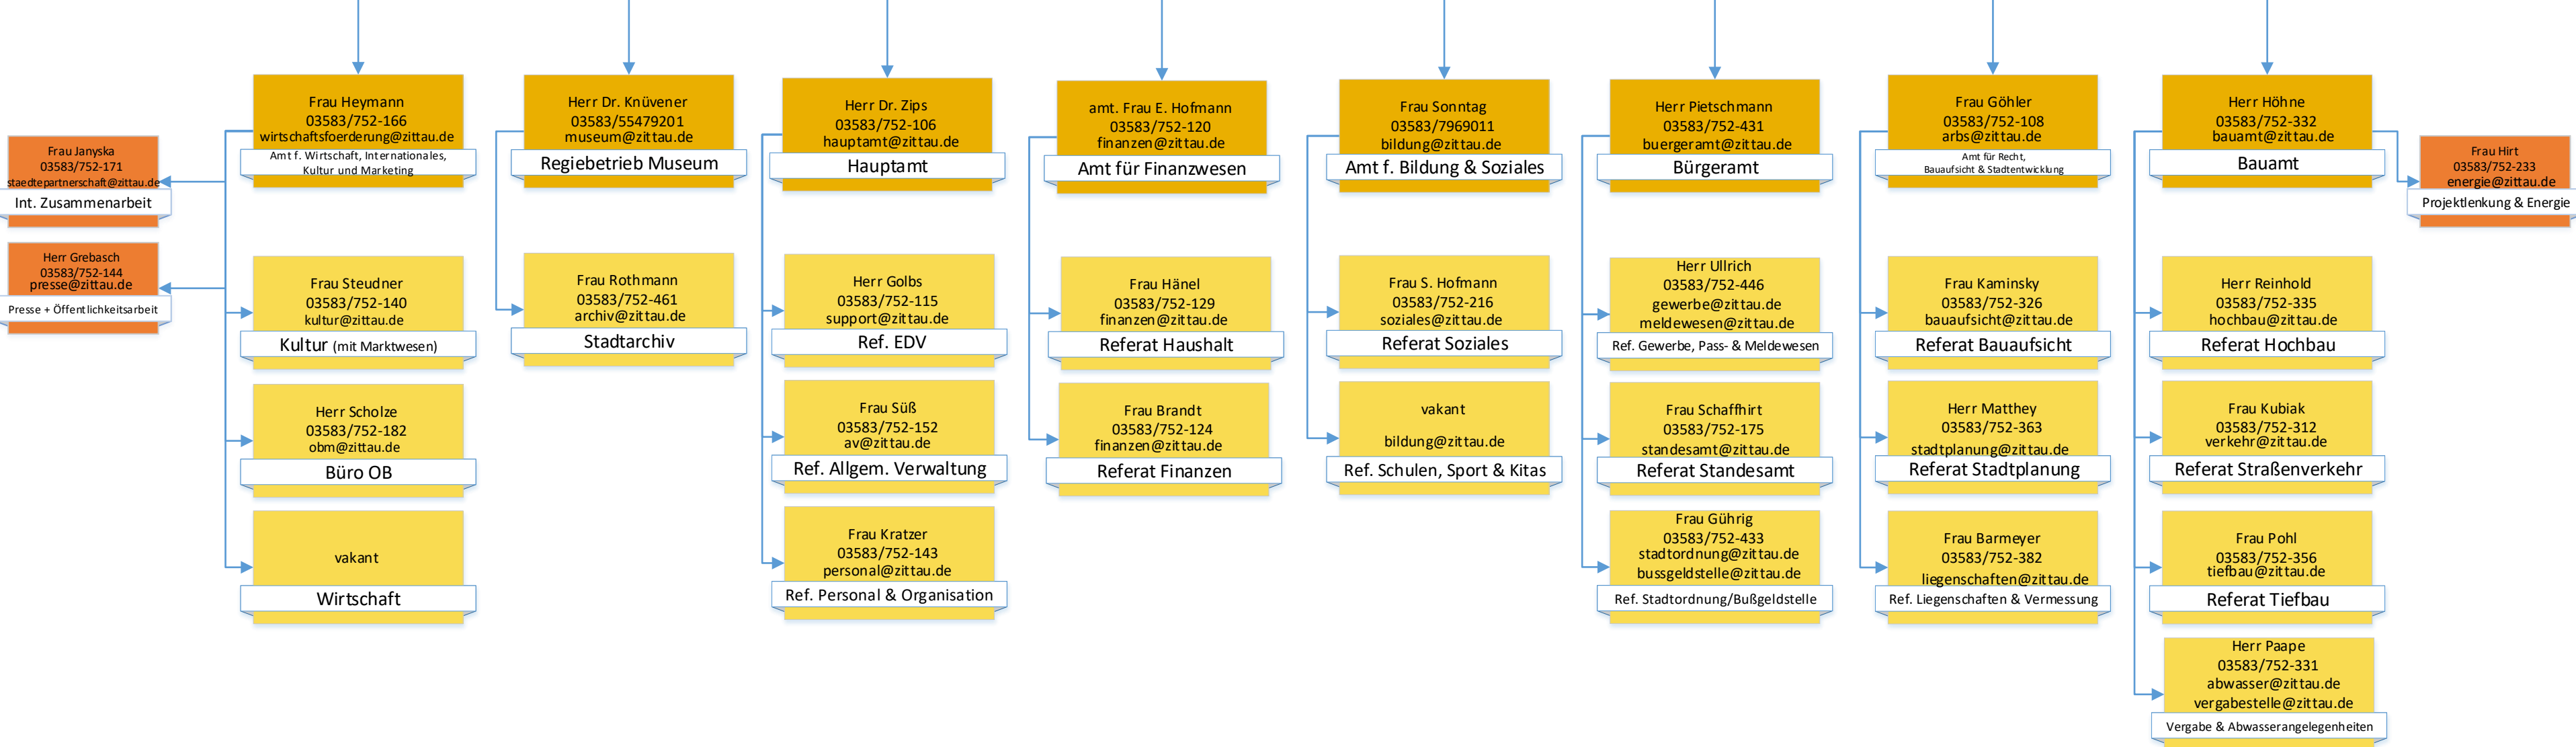 Frau Janyska
03583/752-171
staedtepartnerschaft@zittau.de
Int. Zusammenarbeit
Herr Grebasch
03583/752-144
presse@zittau.de
Presse + Öffentlichkeitsarbeit
Frau Heymann
03583/752-166
wirtschaftsfoerderung@zittau.de
Amt f. Wirtschaft, Internationales,
Kultur und Marketing
Frau Steudner
03583/752-140
kultur@zittau.de
Kultur (mit Marktwesen)
Herr Scholze
03583/752-182
obm@zittau.de
Büro OB
vakant
Wirtschaft
Herr Dr. Knüvener
03583/55479201
museum@zittau.de
Regiebetrieb Museum
Frau Rothmann
03583/752-461
archiv@zittau.de
Stadtarchiv
Herr Dr. Zips
03583/752-106
hauptamt@zittau.de
Hauptamt
Herr Golbs
03583/752-115
support@zittau.de
Ref. EDV
Frau Süß
03583/752-152
av@zittau.de
Ref. Allgem. Verwaltung
Frau Kratzer
03583/752-143
personal@zittau.de
Ref. Personal & Organisation
amt. Frau E. Hofmann
03583/752-120
finanzen@zittau.de
Amt für Finanzwesen
Frau Hänel
03583/752-129
finanzen@zittau.de
Referat Haushalt
Frau Brandt
03583/752-124
finanzen@zittau.de
Referat Finanzen
Frau Sonntag
03583/7969011
bildung@zittau.de
Amt f. Bildung & Soziales
Frau S. Hofmann
03583/752-216
soziales@zittau.de
Referat Soziales
vakant
bildung@zittau.de
Ref. Schulen, Sport & Kitas
Herr Pietschmann
03583/752-431
buergeramt@zittau.de
Bürgeramt
Herr Ullrich
03583/752-446
gewerbe@zittau.de
meldewesen@zittau.de
Ref. Gewerbe, Pass- & Meldewesen
Frau Schaffhirt
03583/752-175
standesamt@zittau.de
Referat Standesamt
Frau Gührig
03583/752-433
stadtordnung@zittau.de
bussgeldstelle@zittau.de
Ref. Stadtordnung/Bußgeldstelle
Frau Göhler
03583/752-108
arbs@zittau.de
Amt für Recht,
Bauaufsicht & Stadtentwicklung
Frau Kaminsky
03583/752-326
bauaufsicht@zittau.de
Referat Bauaufsicht
Herr Matthey
03583/752-363
stadtplanung@zittau.de
Referat Stadtplanung
Frau Barmeyer
03583/752-382
liegenschaften@zittau.de
Ref. Liegenschaften & Vermessung
Herr Höhne
03583/752-332
bauamt@zittau.de
Bauamt
Herr Reinhold
03583/752-335
hochbau@zittau.de
Referat Hochbau
Frau Kubiak
03583/752-312
verkehr@zittau.de
Referat Straßenverkehr
Frau Pohl
03583/752-356
tiefbau@zittau.de
Referat Tiefbau
Herr Paape
03583/752-331
abwasser@zittau.de
vergabestelle@zittau.de
Vergabe & Abwasserangelegenheiten
Frau Hirt
03583/752-233
energie@zittau.de
Projektlenkung & Energie